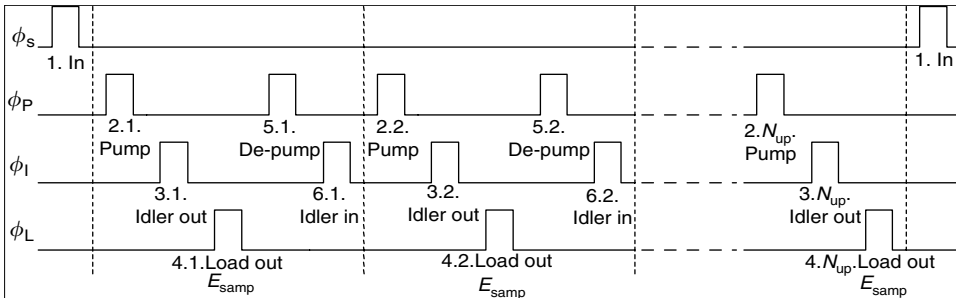 ϕs
1. In
1. In
ϕP
2.1. 5.1. 2.2. 5.2. 2.Nup.
Pump De-pump Pump De-pump Pump
ϕI
3.1. 6.1. 3.2. 6.2. 3.Nup.
Idler out Idler in Idler out Idler in Idler out
ϕL
4.1.Load out 4.2.Load out 4.Nup.Load out
Esamp Esamp Esamp